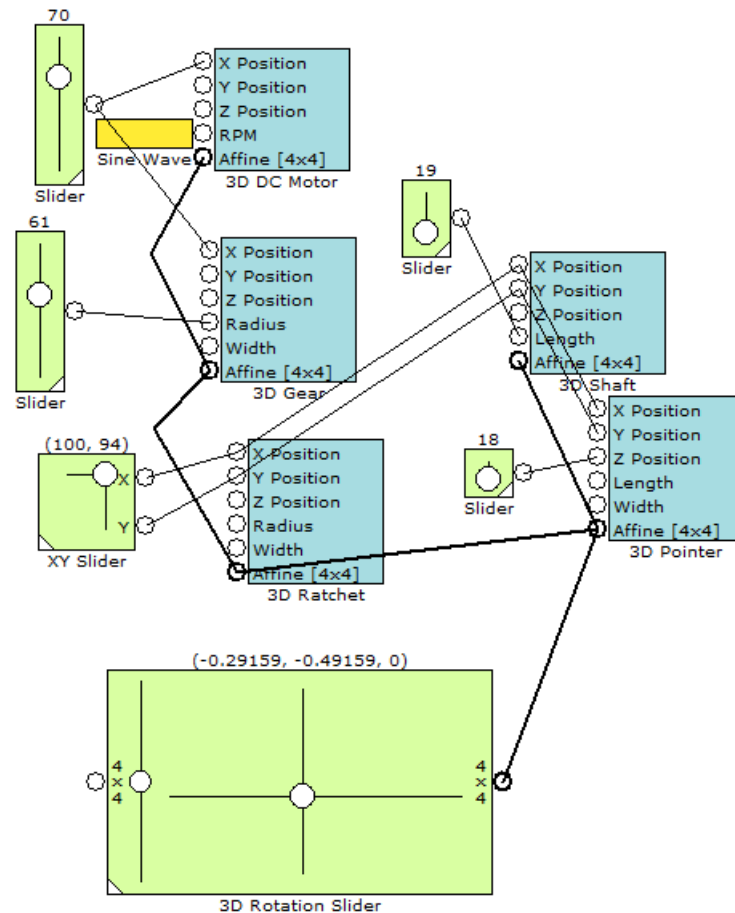 70
X Position
Y Position
Z Position
RPM
Affine [4x4]
Sine Wave
3D DC Motor
Slider
61
X Position
Y Position
Z Position
Radius
Width
Affine [4x4]
3D Gear
Slider
19
Slider
X Position
Y Position
Z Position
Length
Affine [4x4]
3D Shaft
(100, 94)
X
Y
XY Slider
X Position
Y Position
Z Position
Radius
Width
Affine [4x4]
3D Ratchet
18
Slider
X Position
Y Position
Z Position
Length
Width
Affine [4x4]
3D Pointer
(-0.29159, -0.49159, 0)
4
x
4
4
x
4
3D Rotation Slider